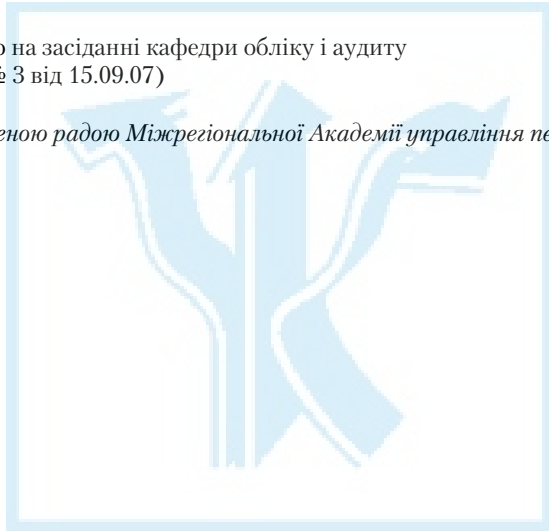 о на засіданні кафедри обліку і аудиту
№ 3 від 15.09.07)
еною радою Міжрегіональної Академії управління пе